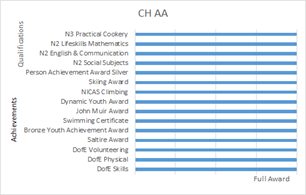 CH AA
Qualifications
N3 Practical Cookery
N2 Lifeskills Mathematics
N2 English & Communication
N2 Social Subjects
Person Achievement Award Silver
Skiing Award
NICAS Climbing
Dynamic Youth Award
John Muir Award
Swimming Certificate
Bronze Youth Achievement Award
Saltire Award
DofE Volunteering
DofE Physical
DofE Skills
Achievements
Full Award